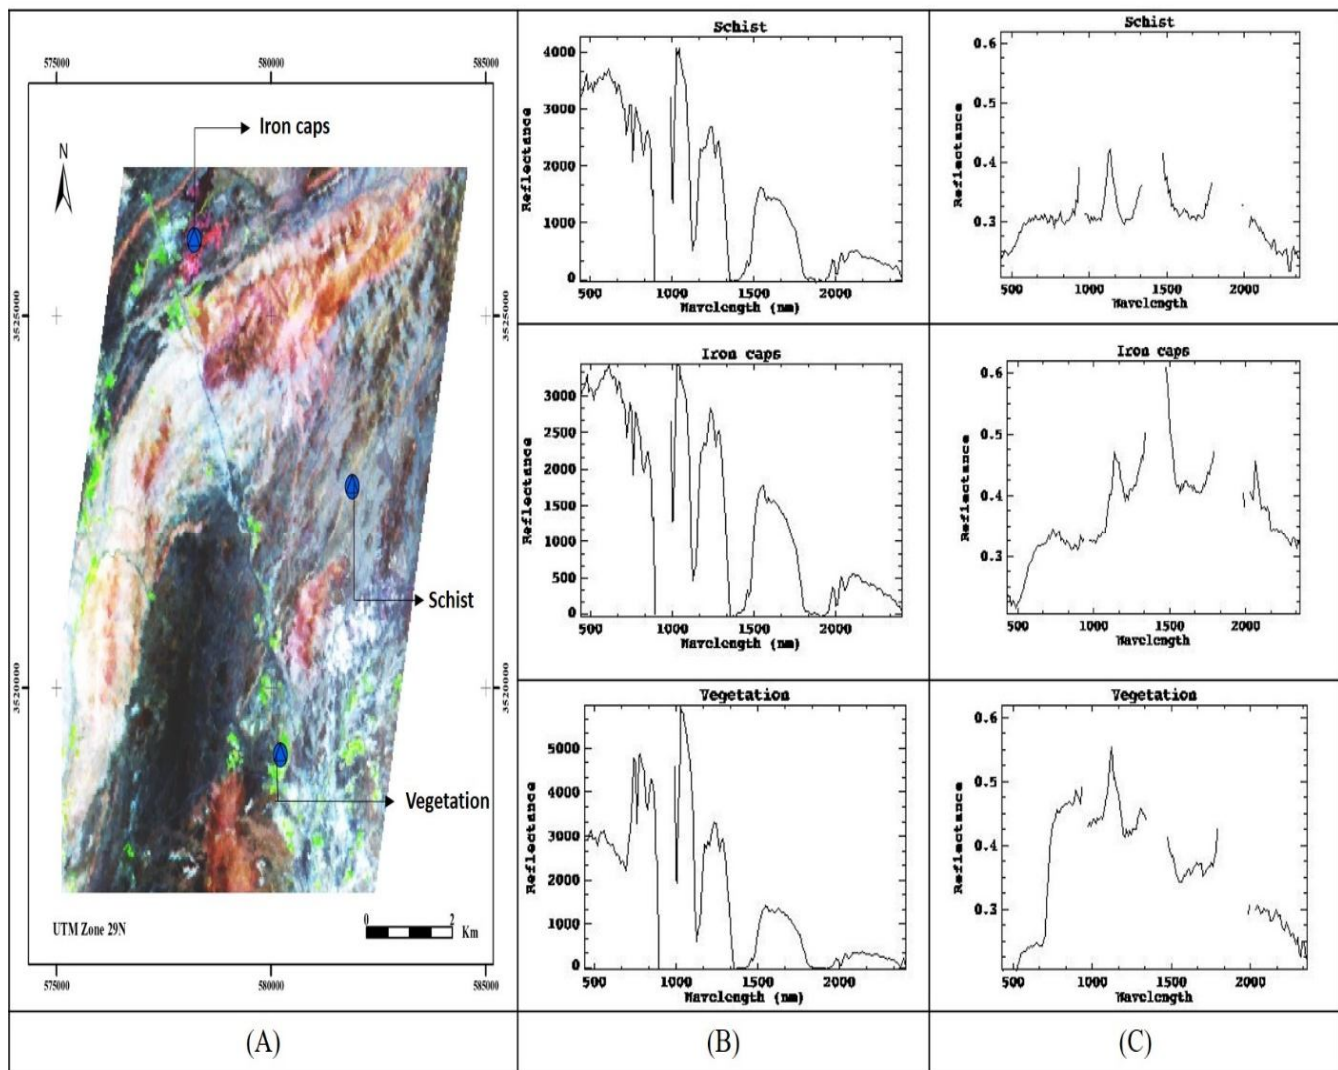 575000 580000 585000
Iron caps
N
3525000 3525000
Schist
3520000 3520000
Vegetation
UTM Zone 29N
0 2
Km
575000 580000 585000
(A)
Schist
Reflectance
4000
3000
2000
1000
0
500 1000 1500 2000
Wavelength (nm)
Iron caps
Reflectance
3000
2500
2000
1500
1000
500
0
500 1000 1500 2000
Wavelength (nm)
Vegetation
Reflectance
5000
4000
3000
2000
1000
0
500 1000 1500 2000
Wavelength (nm)
(B)
Schist
Reflectance
0.6
0.5
0.4
0.3
500 1000 1500 2000
Wavelength
Iron caps
Reflectance
0.6
0.5
0.4
0.3
500 1000 1500 2000
Wavelength
Vegetation
Reflectance
0.6
0.5
0.4
0.3
500 1000 1500 2000
Wavelength
(C)